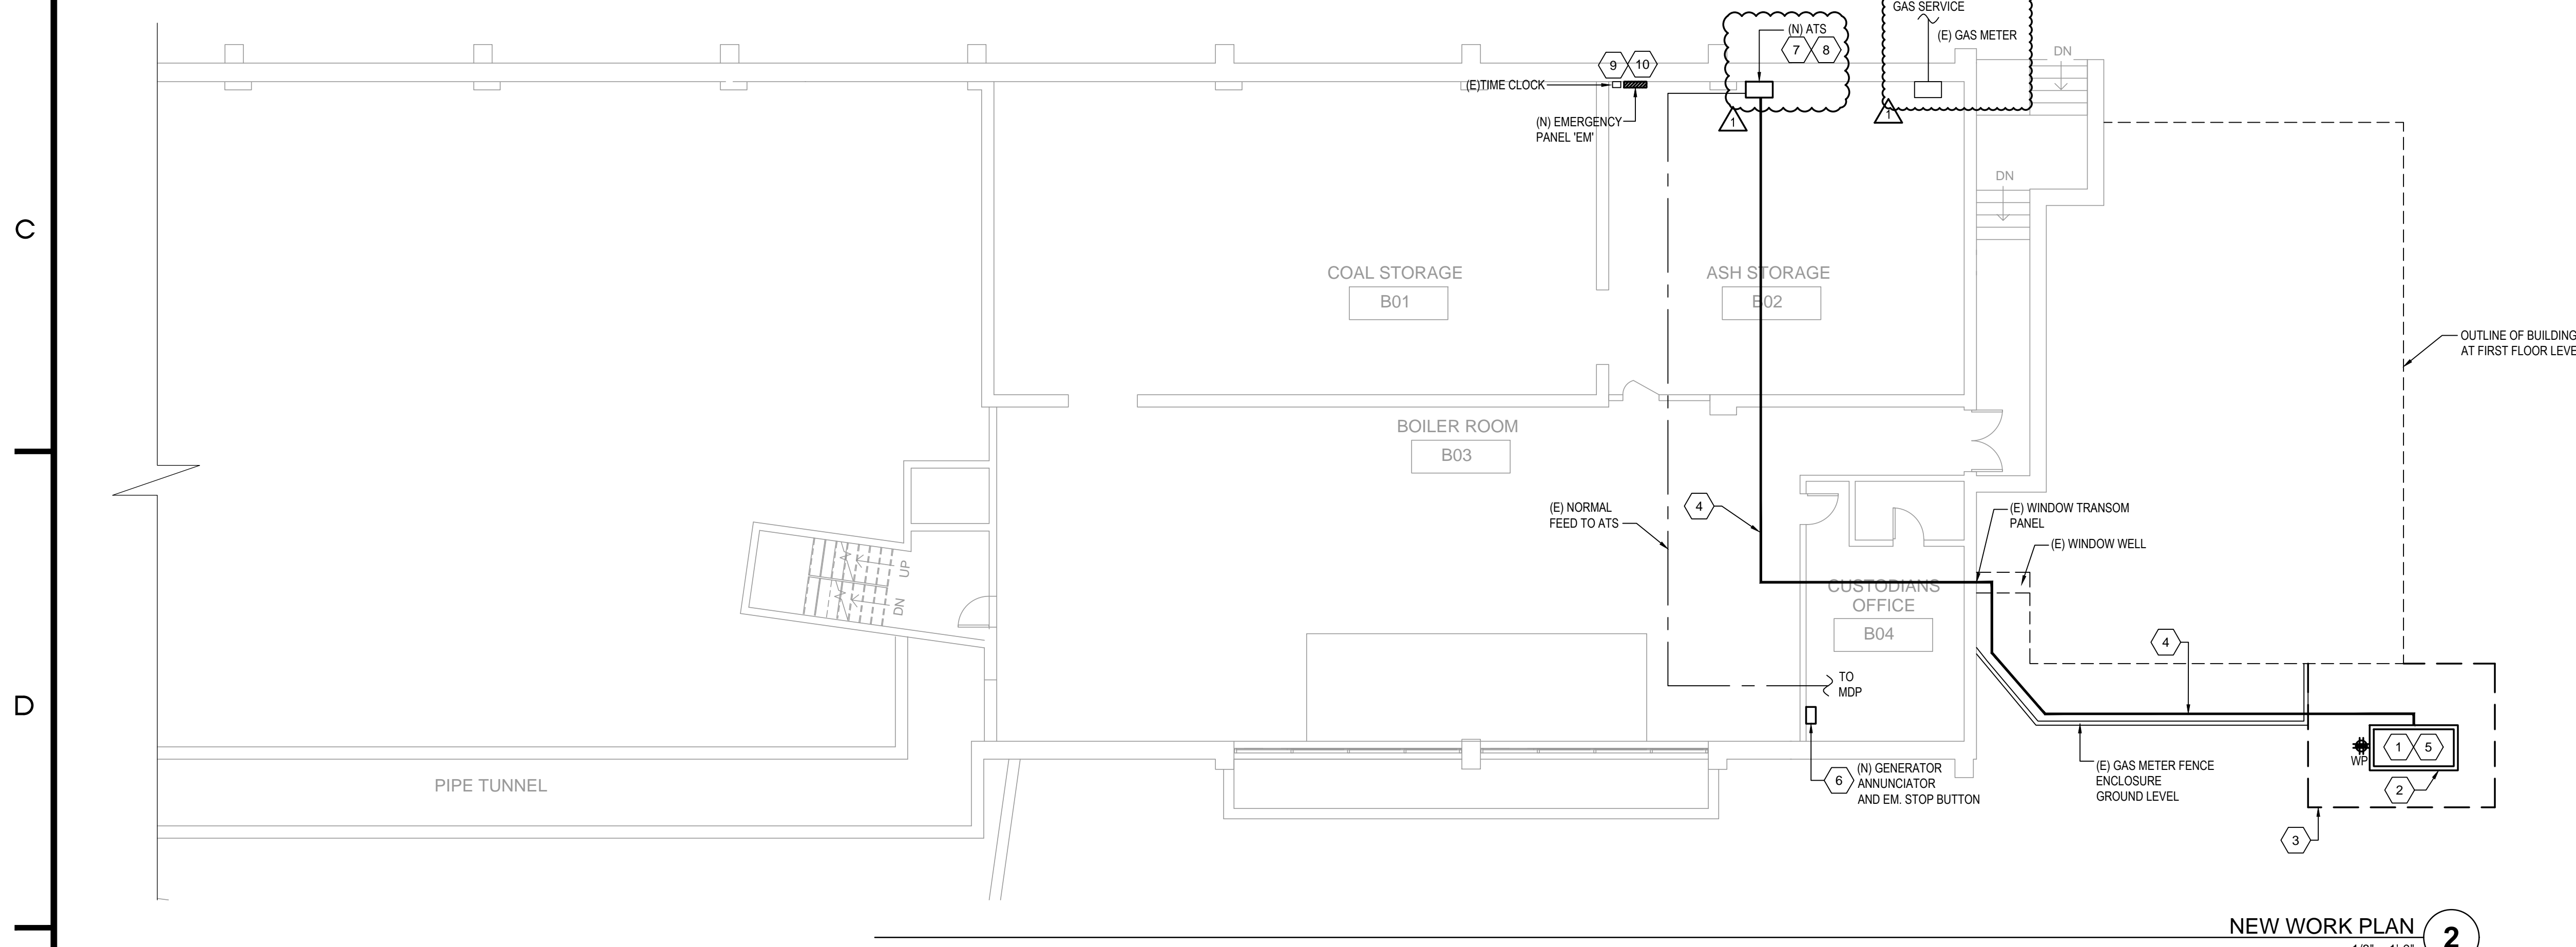 GAS SERVICE
(N) ATS
7 8
(E) GAS METER
DN
9 10
(E)TIME CLOCK
(N) EMERGENCY
PANEL 'EM'
1
1
DN
C
COAL STORAGE
B01
ASH STORAGE
B02
OUTLINE OF BUILDING
AT FIRST FLOOR
BOILER ROOM
B03
(E) NORMAL
FEED TO ATS
4
(E) WINDOW TRANSOM
PANEL
(E) WINDOW WELL
UP
DN
CUSTODIANS
OFFICE
B04
4
TO
MDP
D
1 5
WP
2
(E) GAS METER FENCE
ENCLOSURE
GROUND LEVEL
6
(N) GENERATOR
ANNUNCIATOR
AND EM. STOP BUTTON
PIPE TUNNEL
3
NEW WORK PLAN
2